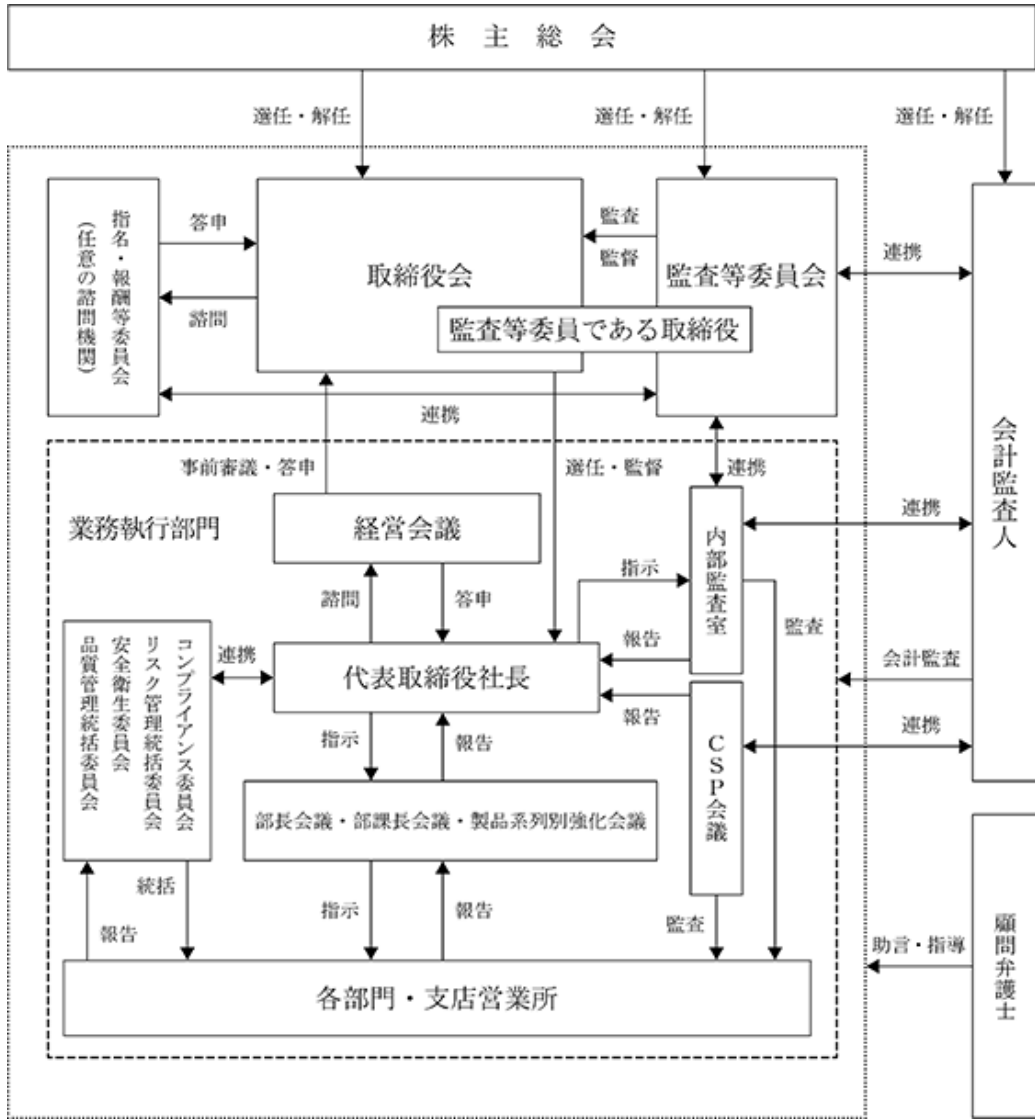 株主総会
選任・解任
選任・解任
選任・解任
指名・報酬等委員会
(任意の諮問機関)
答申
諮問
取締役会
監査
監督
監査等委員会
監査等委員である取締役
連携
連携
会計監査人
事前審議・答申
選任・監督
連携
業務執行部門
経営会議
内部監査室
連携
諮問
答申
指示
報告
監査
コンプライアンス委員会
リスク管理統括委員会
安全衛生委員会
品質管理統括委員会
連携
代表取締役社長
会計監査
報告
CSP会議
連携
指示
報告
部長会議・部課長会議・製品系列別強化会議
統括
報告
指示
報告
監査
各部門・支店営業所
助言・指導
顧問弁護士